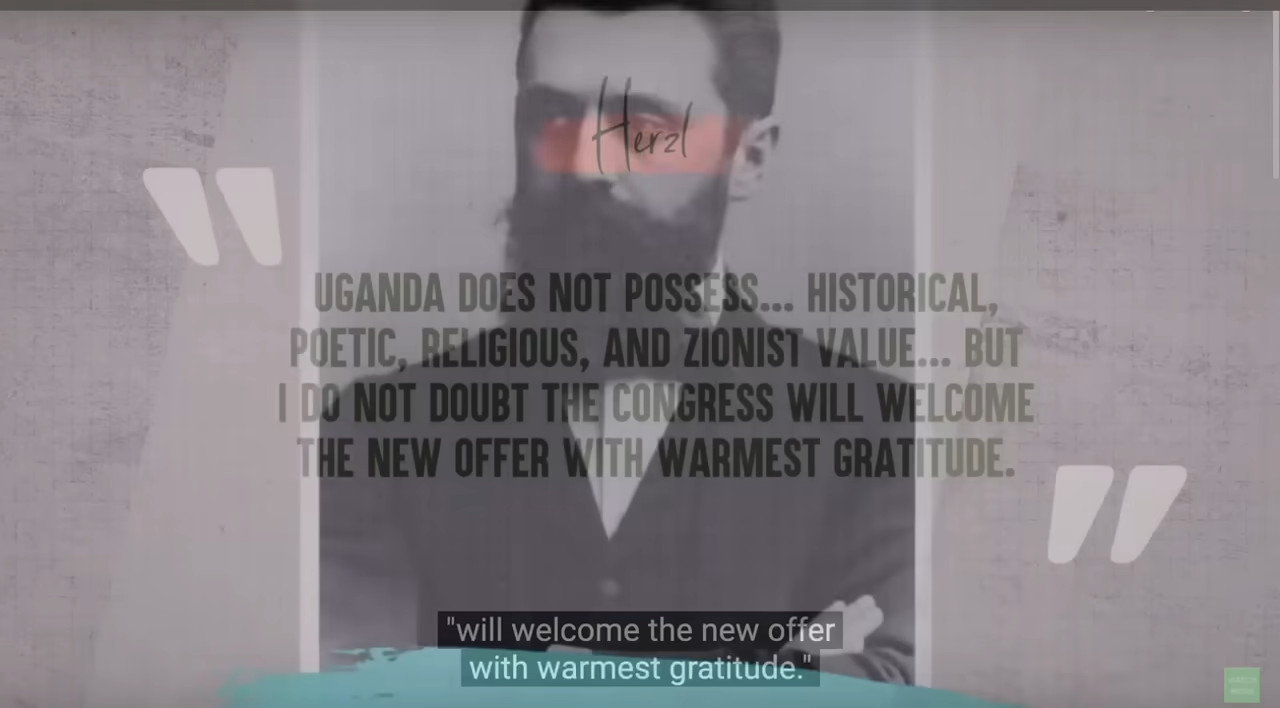 Herzl
UGANDA DOES NOT POSSESS... HISTORICAL,
POETIC, RELIGIOUS, AND ZIONIST VALUE... BUT
I DO NOT DOUBT THE CONGRESS WILL WELCOME
THE NEW OFFER WITH WARMEST GRATITUDE.
"will welcome the new offer
with warmest gratitude."